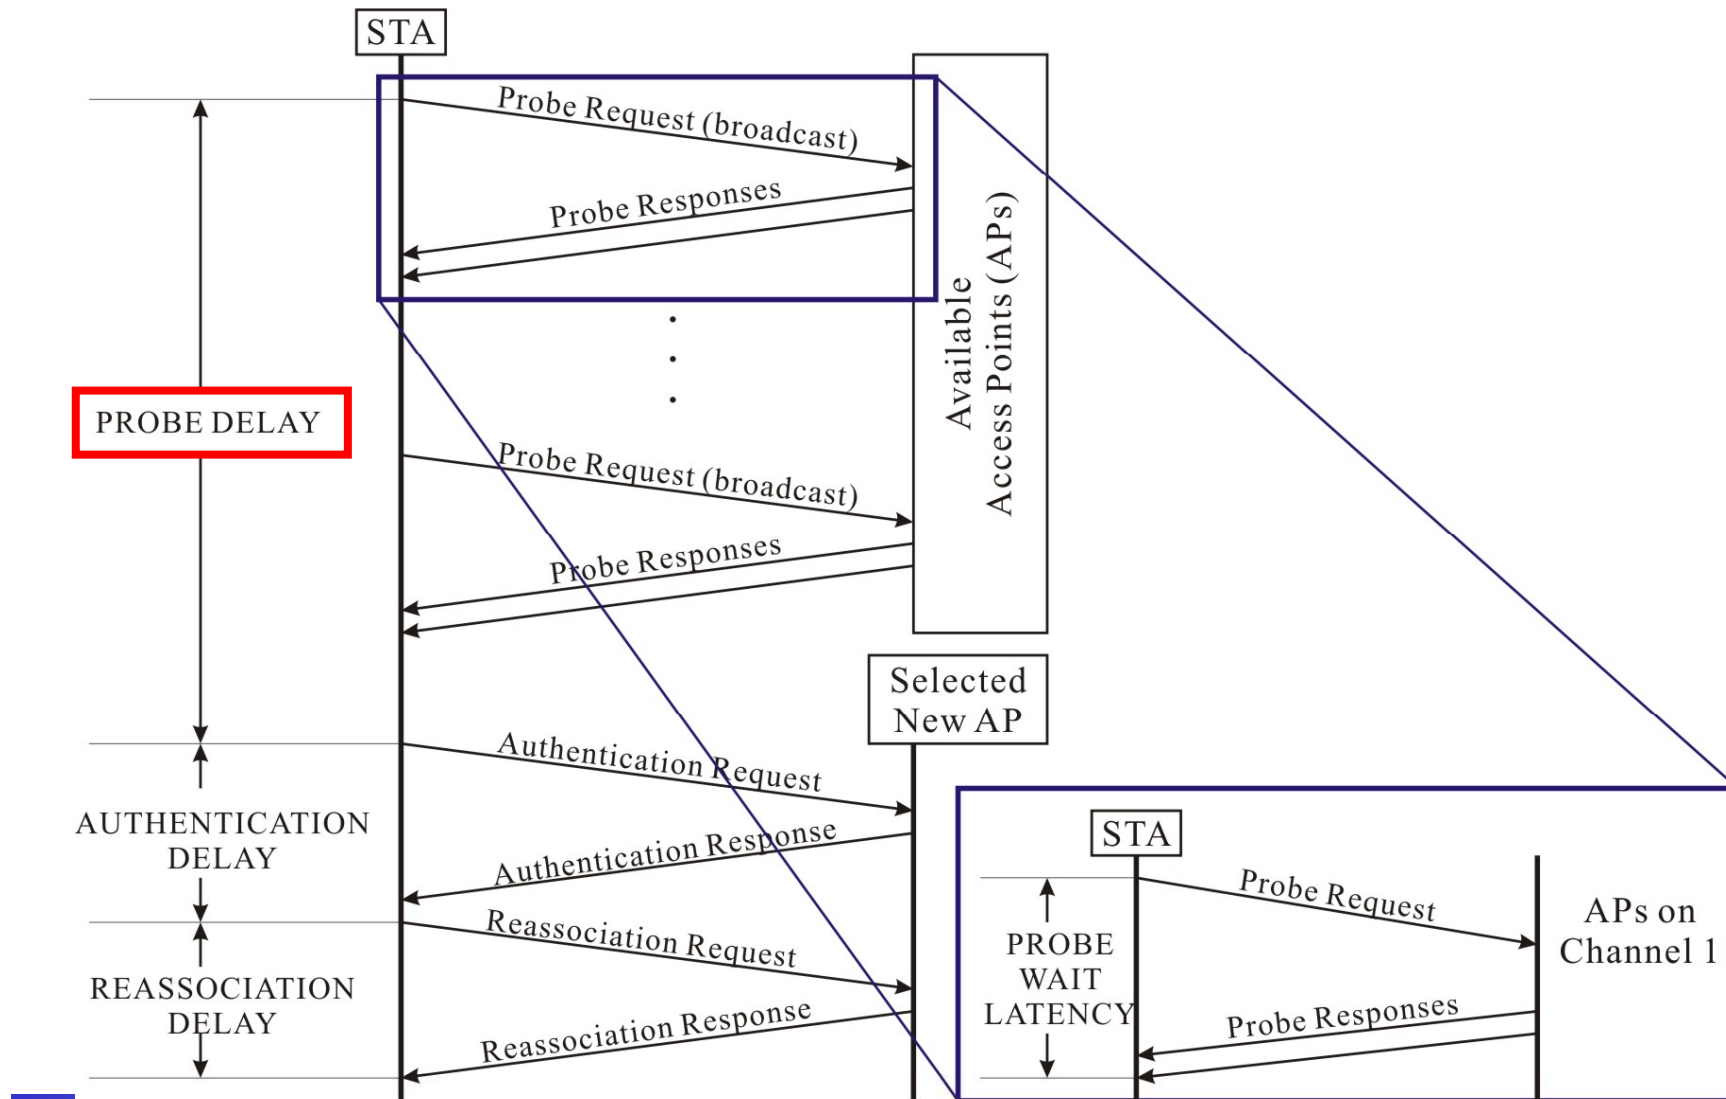 STA
Probe Request (broadcast)
Probe Responses
Available
Access Points (APs)
PROBE DELAY
Probe Request (broadcast)
Probe Responses
Selected
New AP
Authentication Request
AUTHENTICATION
DELAY
Authentication Response
Reassociation Request
REASSOCIATION
DELAY
Reassociation Response
STA
Probe Request
APs on
Channel 1
PROBE
WAIT
LATENCY
Probe Responses